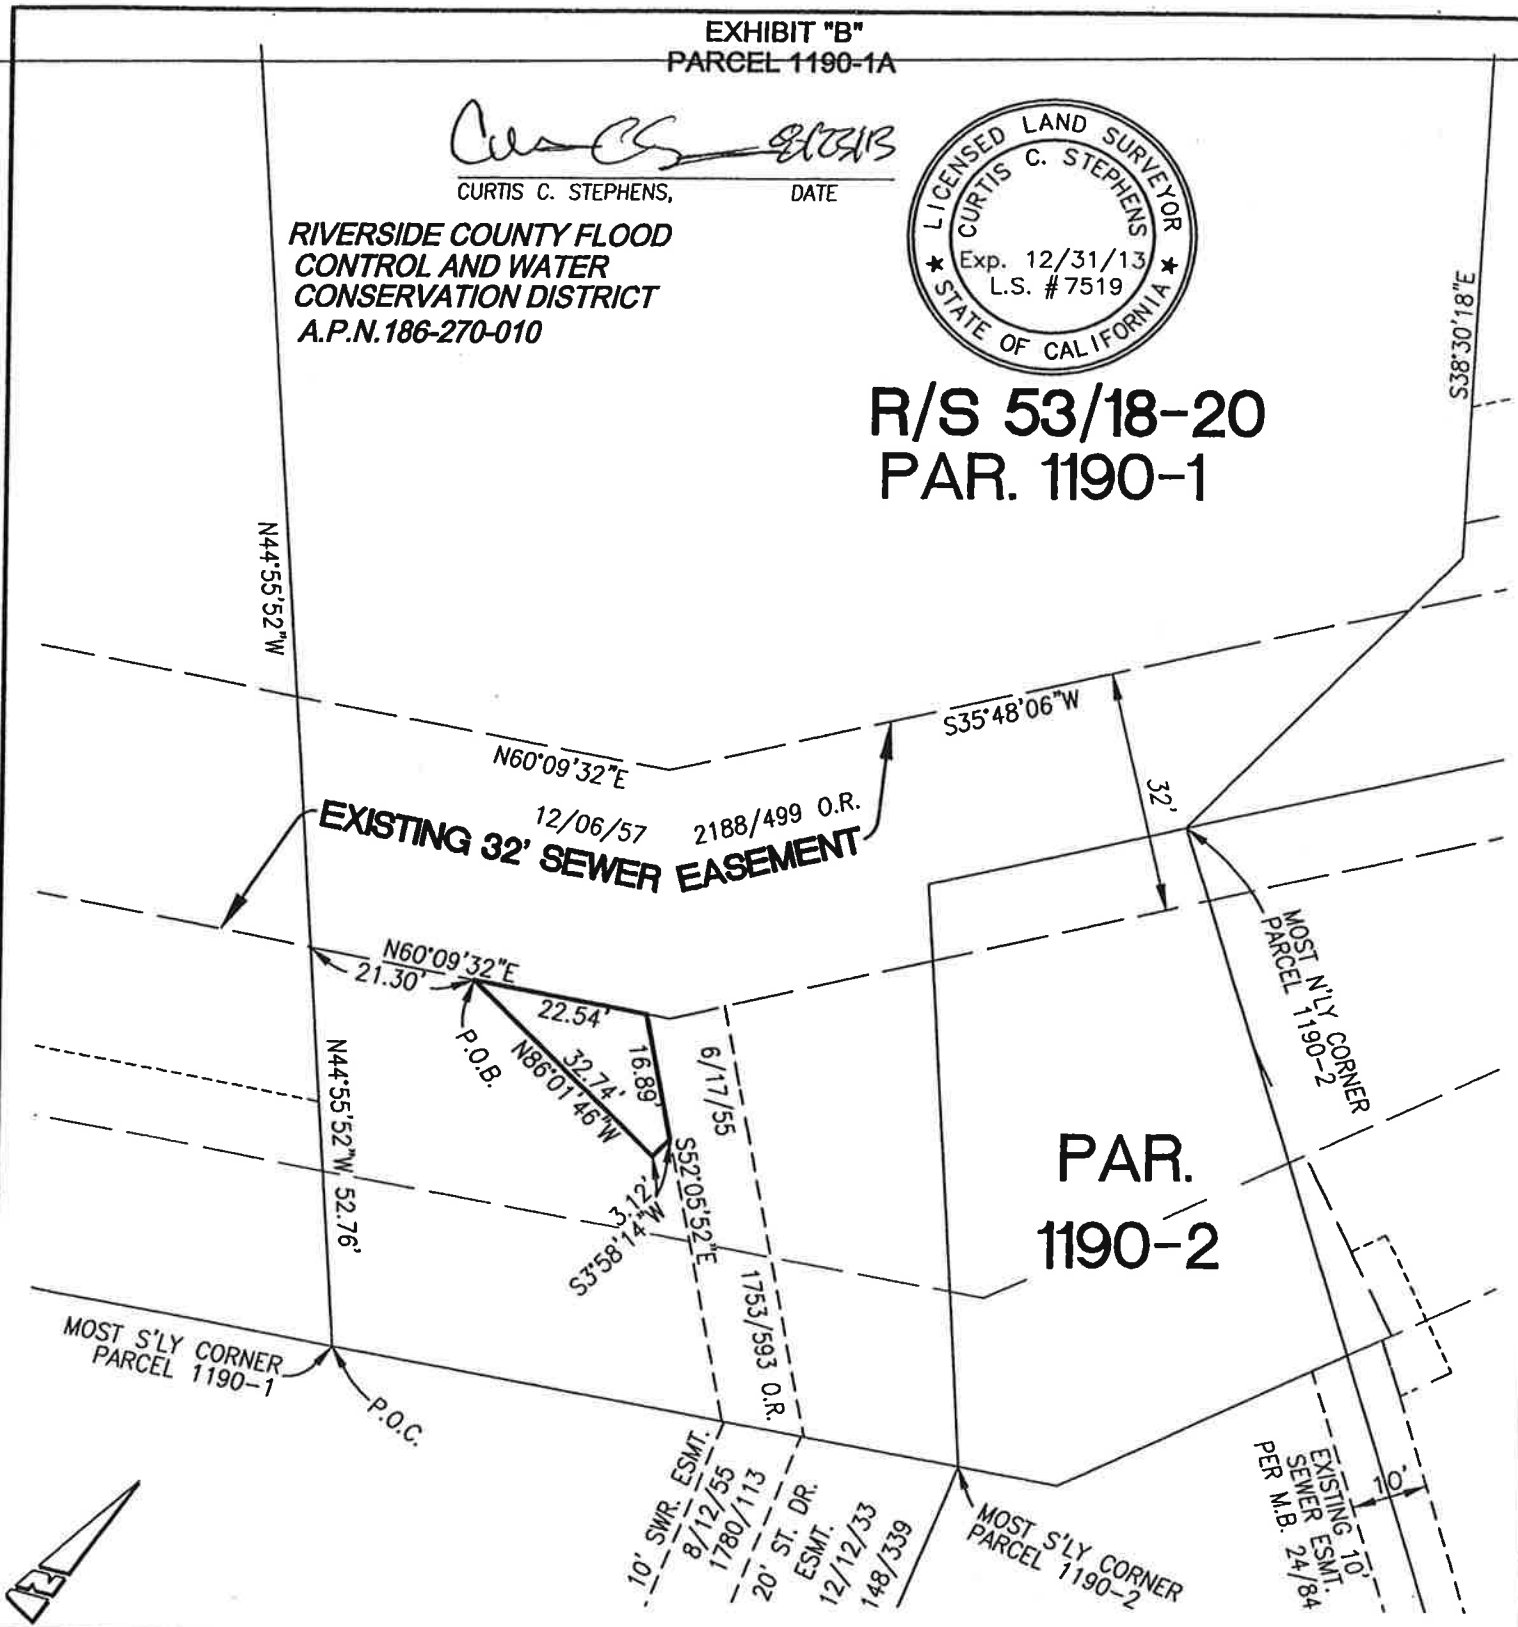 EXHIBIT "B"
PARCEL 1190-1A
8/23/13
CURTIS C. STEPHENS,
DATE
LICENSED LAND SURVEYOR
CURTIS C. STEPHENS
Exp. 12/31/13
L.S. #7519
★ STATE OF CALIFORNIA ★
RIVERSIDE COUNTY FLOOD
CONTROL AND WATER
CONSERVATION DISTRICT
A.P.N.186-270-010
R/S 53/18-20
PAR. 1190-1
S38°30'18"E
N44°55'52"W
N60°09'32"E
S35°48'06"W
32'
12/06/57
2188/499 O.R.
EXISTING 32' SEWER EASEMENT
N60°09'32"E
21.30'
22.54'
P.O.B.
N86°01'46"W
32.74'
16.89'
6/17/55
MOST N'LY CORNER
PARCEL 1190-2
N44°55'52"W 52.76'
S52°05'52"E
3.12'
S3°58'14"W
PAR.
1190-2
1753/593 O.R.
MOST S'LY CORNER
PARCEL 1190-1
P.O.C.
10' SWR. ESMT.
8/12/55
1780/113
20' ST. DR.
ESMT.
12/12/33
148/339
MOST S'LY CORNER
PARCEL 1190-2
EXISTING 10'
SEWER ESMT.
PER M.B. 24/84
10'